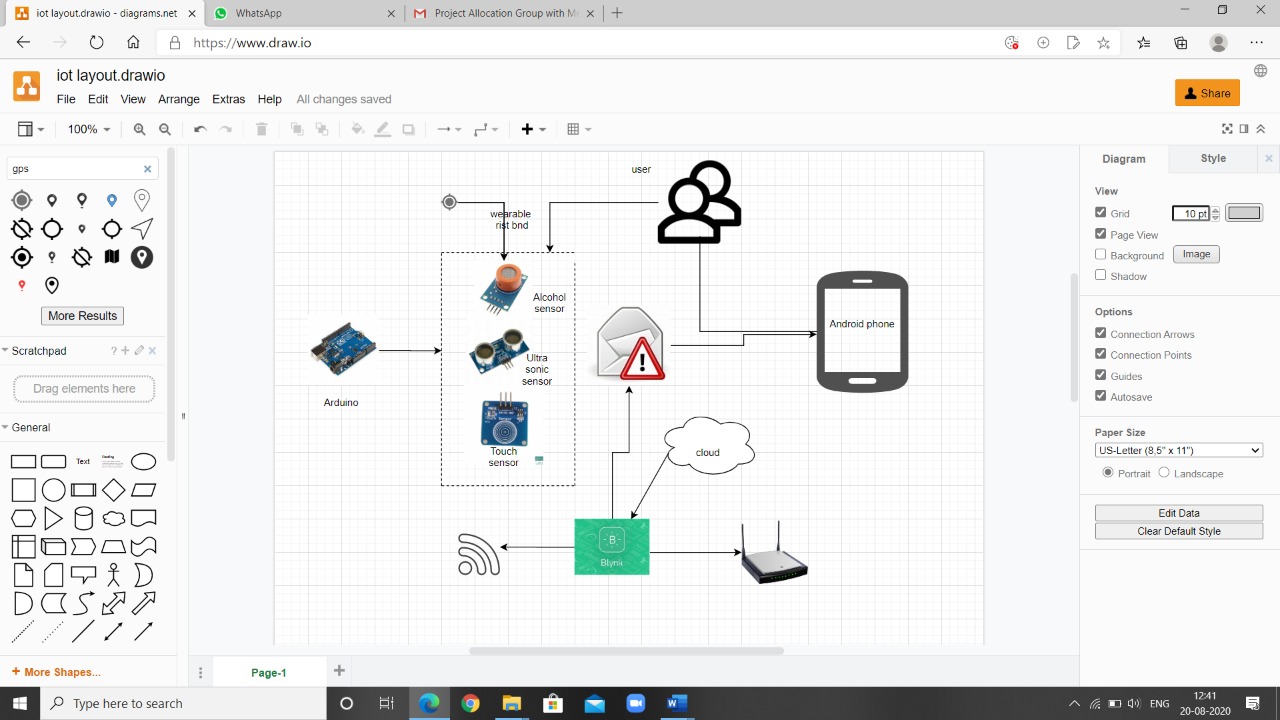 iot layout.drawio - diagrams.net
WhatsApp
Project Allocation Group with Me
https://www.draw.io
iot layout.drawio
File Edit View Arrange Extras Help All changes saved
Share
100%
gps
More Results
Scratchpad
?
Drag elements here
General
Text
Heading
More Shapes...
user
wearable
rist bnd
Alcohol
sensor
Ultra
sonic
sensor
Touch
sensor
Arduino
Android phone
cloud
B
Blynk
Page-1
Diagram Style
View
Grid 10 pt
Page View
Background Image
Shadow
Options
Connection Arrows
Connection Points
Guides
Autosave
Paper Size
US-Letter (8,5" x 11")
Portrait Landscape
Edit Data
Clear Default Style
Type here to search
ENG
12:41
20-08-2020